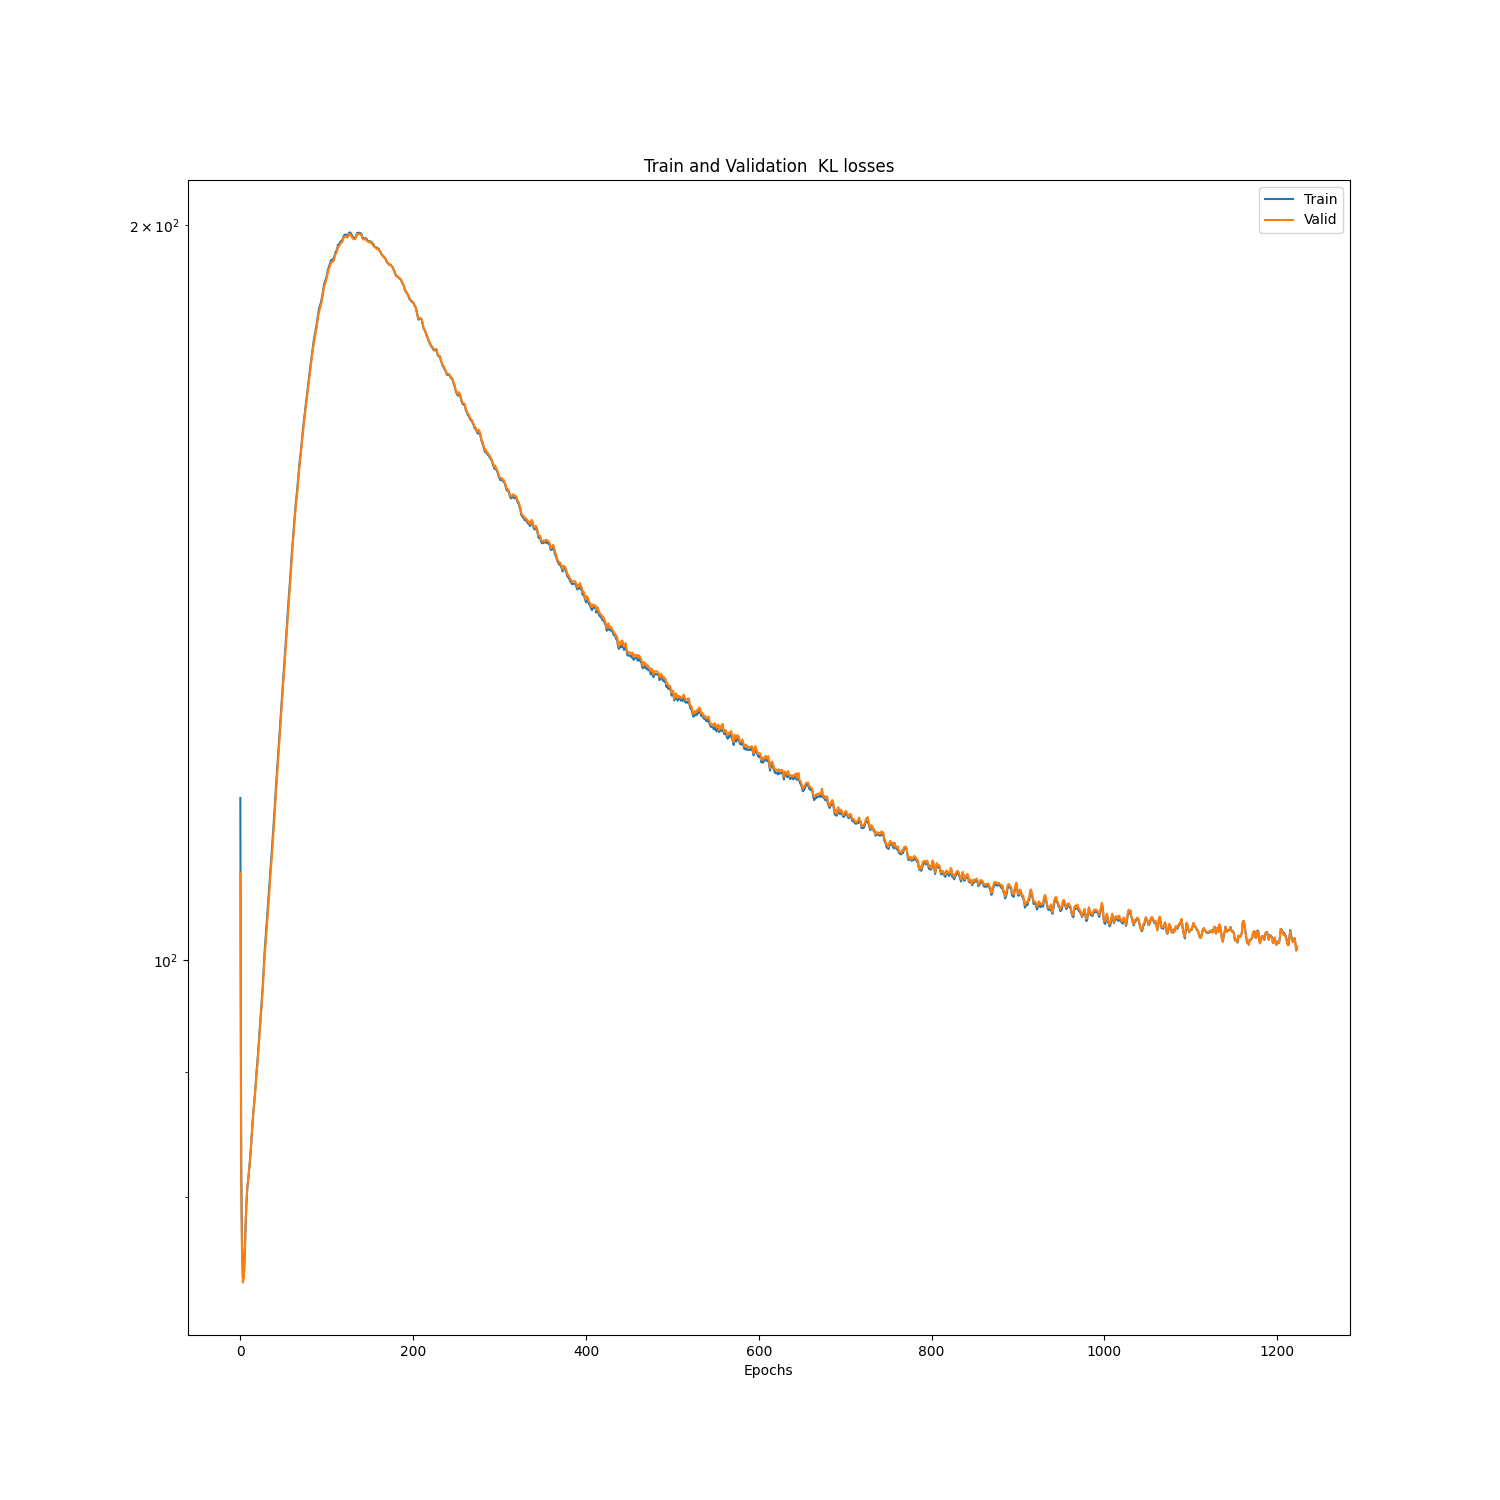 Train and Validation  KL losses
Train
Valid
2 × 10²
10²
0 200 400 600 800 1000 1200
Epochs